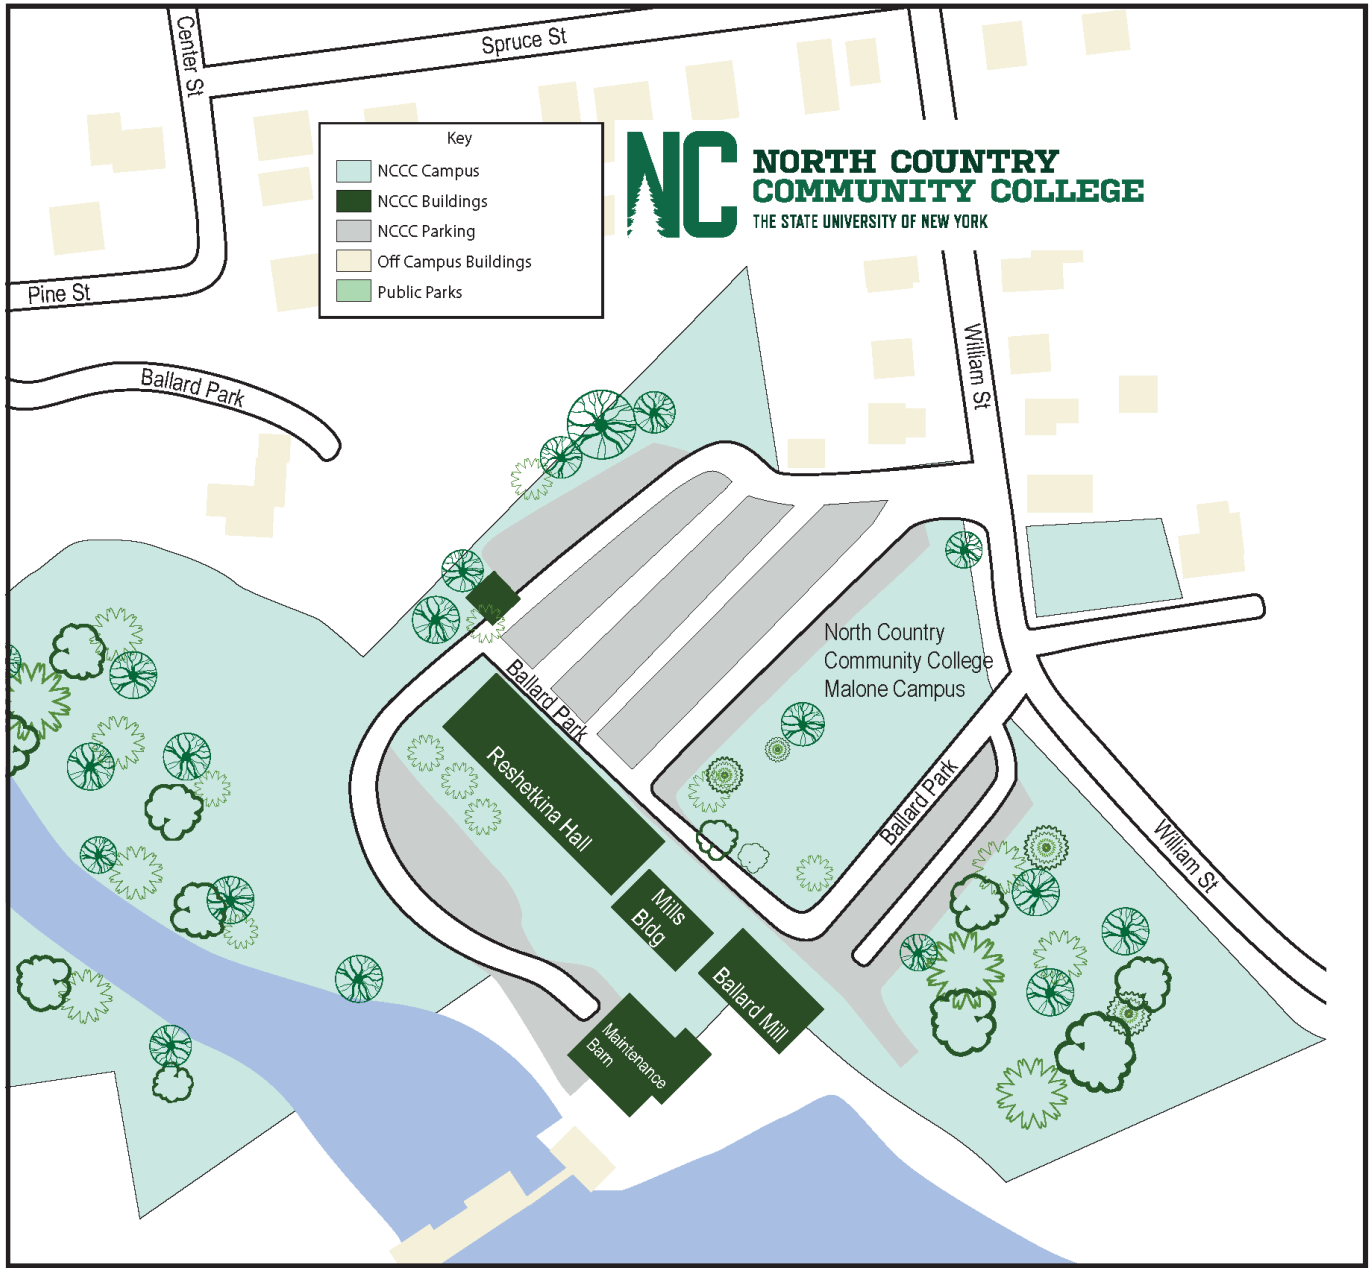 Center St
Spruce St
Key
NCCC Campus
NCCC Buildings
NCCC Parking
Off Campus Buildings
Public Parks
NC
NORTH COUNTRY
COMMUNITY COLLEGE
THE STATE UNIVERSITY OF NEW YORK
Pine St
Ballard Park
William St
North Country
Community College
Malone Campus
Ballard Park
Reshetkina Hall
Ballard Park
William St
Mills
Bldg
Ballard Mill
Maintenance
Barn